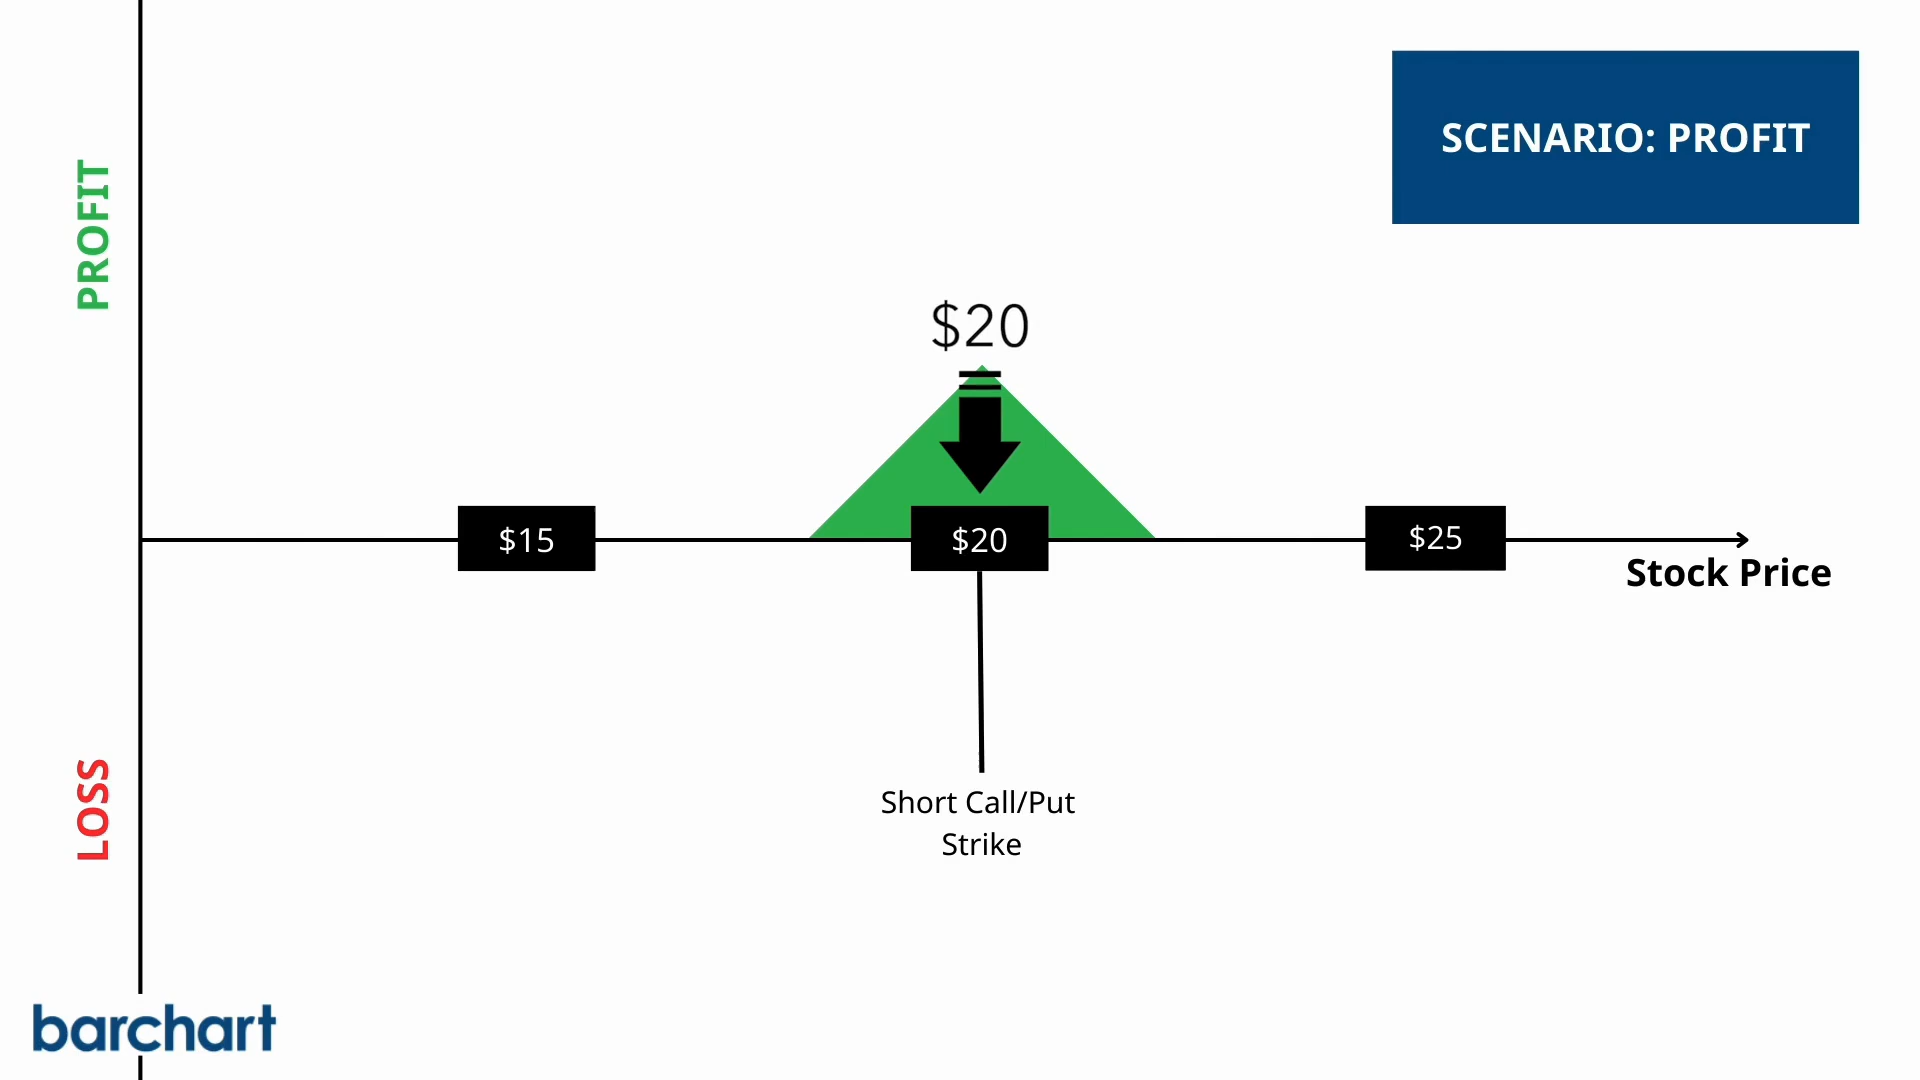 SCENARIO: PROFIT
PROFIT
$20
$15
$20
$25
Stock Price
LOSS
Short Call/Put
Strike
barchart